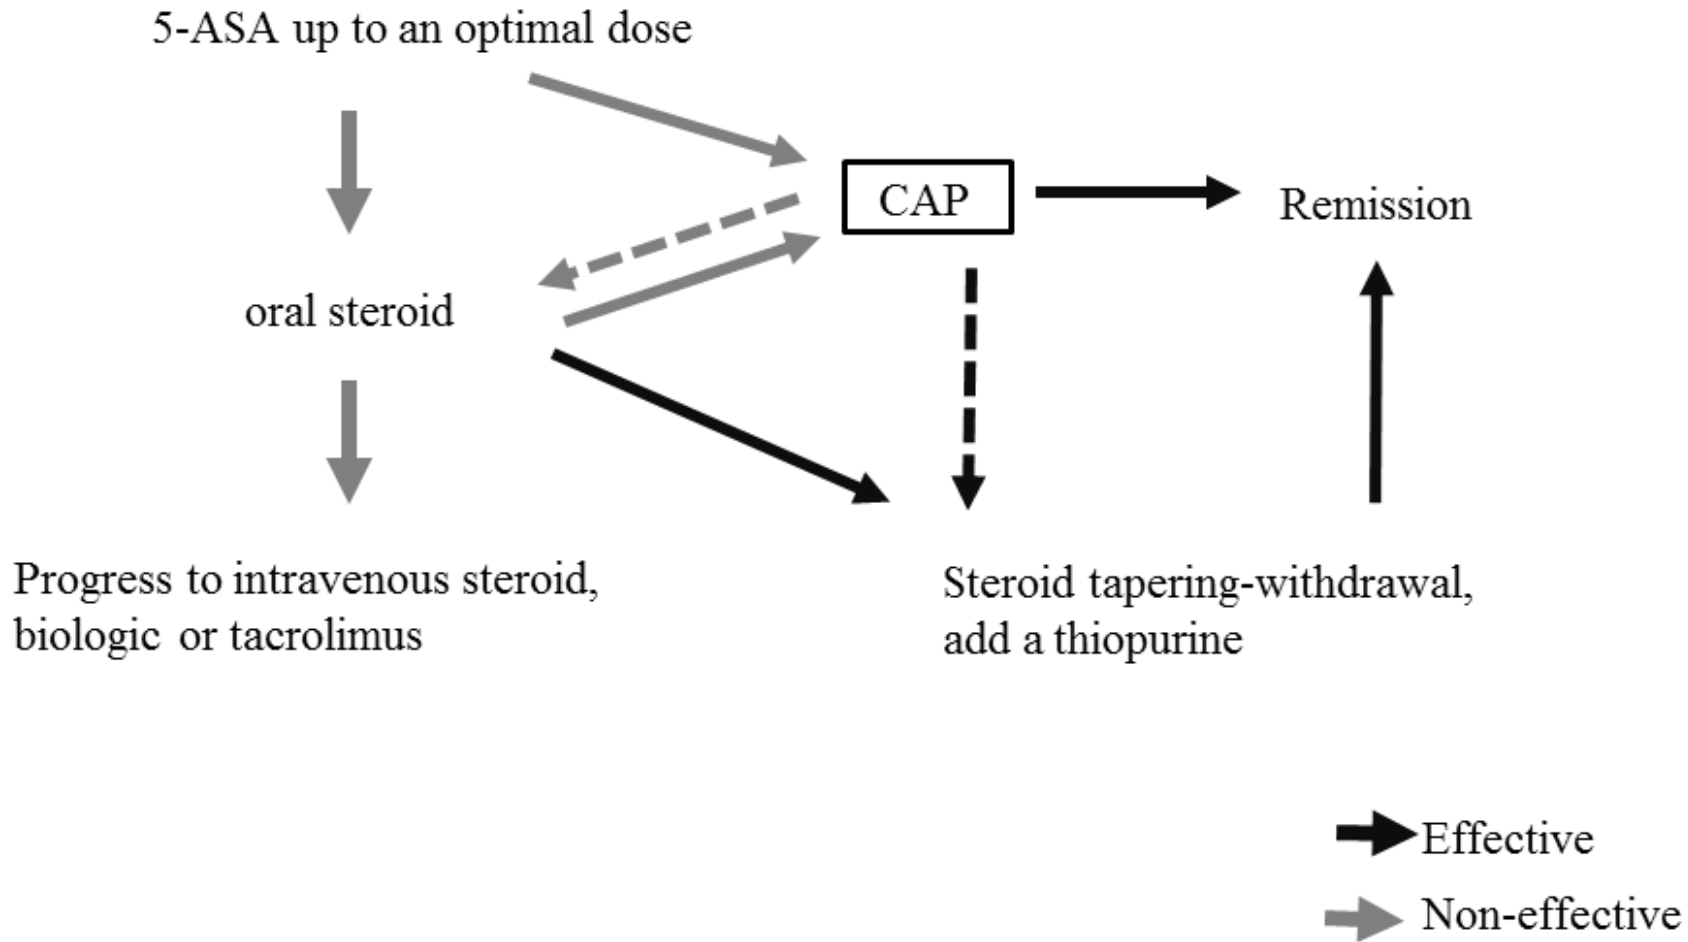 5-ASA up to an optimal dose
CAP
Remission
oral steroid
Progress to intravenous steroid,
biologic or tacrolimus
Steroid tapering-withdrawal,
add a thiopurine
Effective
Non-effective